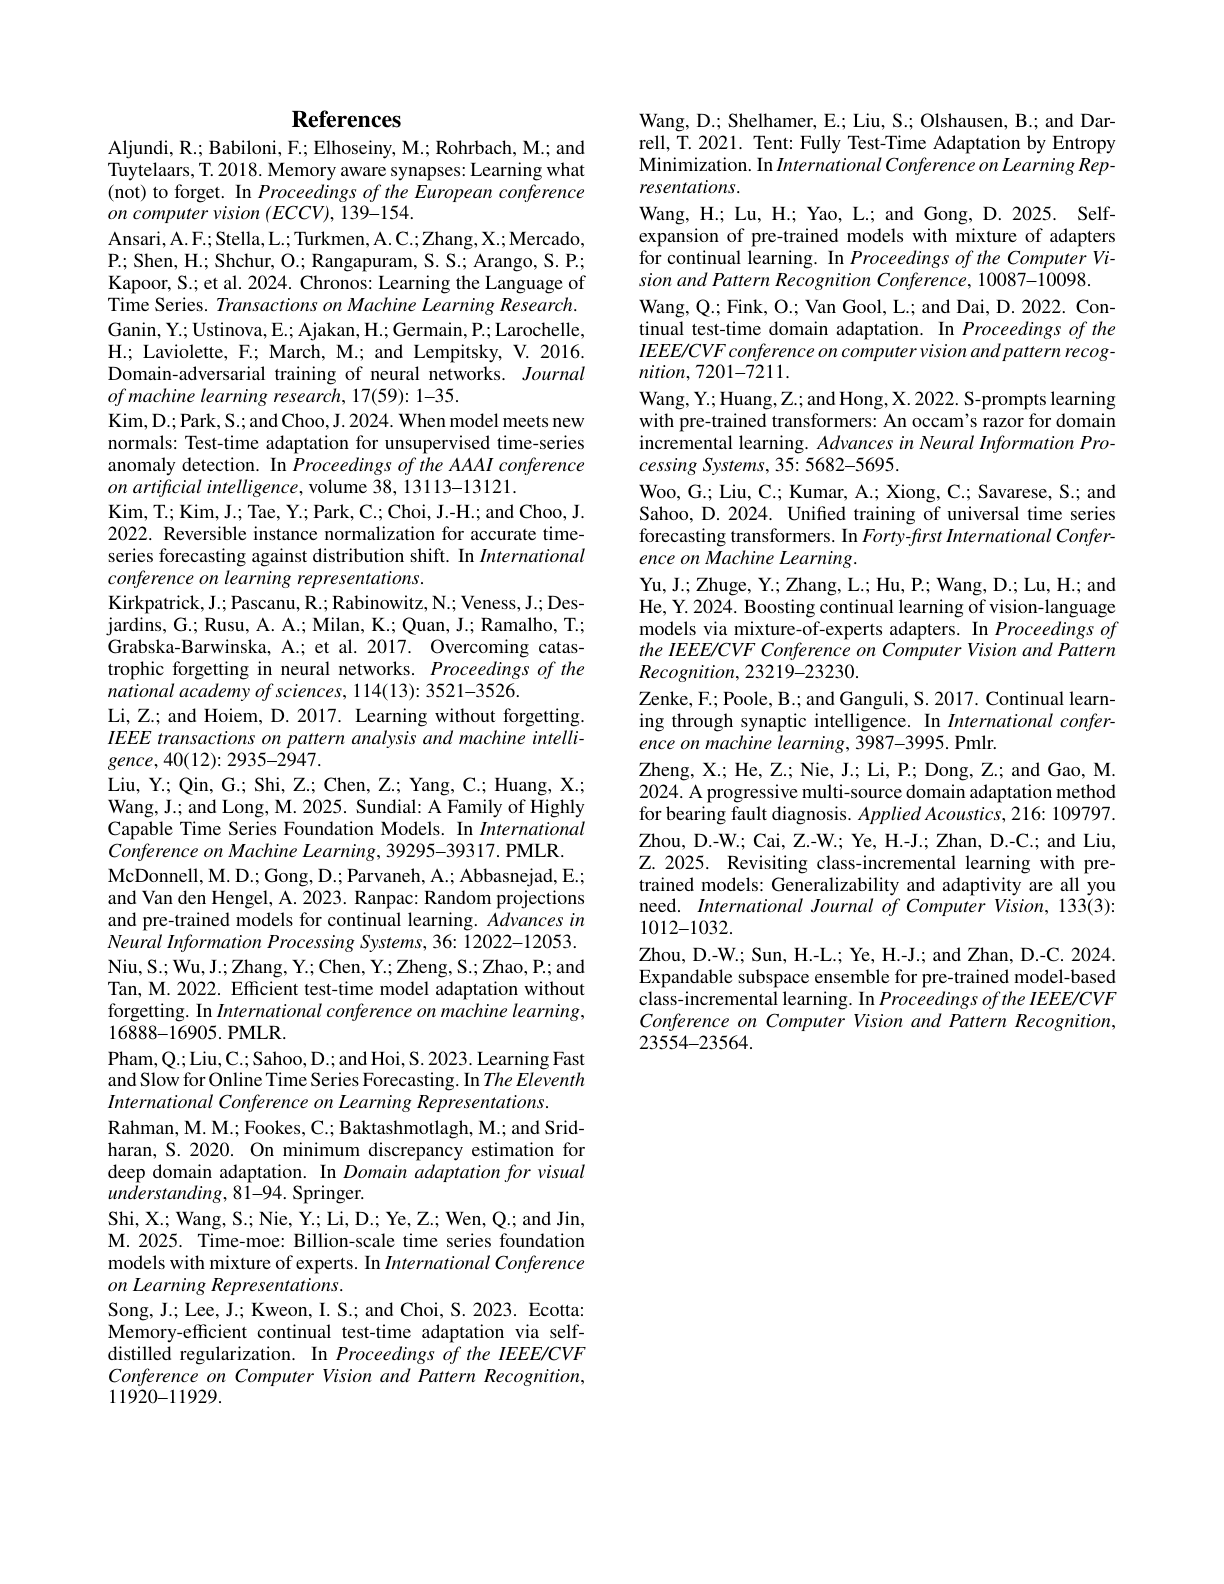 References
Aljundi, R.; Babiloni, F.; Elhoseiny, M.; Rohrbach, M.; and
Tuytelaars, T. 2018. Memory aware synapses: Learning what
(not) to forget. In Proceedings of the European conference
on computer vision (ECCV), 139–154.
Ansari, A. F.; Stella, L.; Turkmen, A. C.; Zhang, X.; Mercado,
P.; Shen, H.; Shchur, O.; Rangapuram, S. S.; Arango, S. P.;
Kapoor, S.; et al. 2024. Chronos: Learning the Language of
Time Series. Transactions on Machine Learning Research.
Ganin, Y.; Ustinova, E.; Ajakan, H.; Germain, P.; Larochelle,
H.; Laviolette, F.; March, M.; and Lempitsky, V. 2016.
Domain-adversarial training of neural networks. Journal
of machine learning research, 17(59): 1–35.
Kim, D.; Park, S.; and Choo, J. 2024. When model meets new
normals: Test-time adaptation for unsupervised time-series
anomaly detection. In Proceedings of the AAAI conference
on artificial intelligence, volume 38, 13113–13121.
Kim, T.; Kim, J.; Tae, Y.; Park, C.; Choi, J.-H.; and Choo, J.
2022. Reversible instance normalization for accurate time-
series forecasting against distribution shift. In International
conference on learning representations.
Kirkpatrick, J.; Pascanu, R.; Rabinowitz, N.; Veness, J.; Des-
jardins, G.; Rusu, A. A.; Milan, K.; Quan, J.; Ramalho, T.;
Grabska-Barwinska, A.; et al. 2017. Overcoming catas-
trophic forgetting in neural networks. Proceedings of the
national academy of sciences, 114(13): 3521–3526.
Li, Z.; and Hoiem, D. 2017. Learning without forgetting.
IEEE transactions on pattern analysis and machine intelli-
gence, 40(12): 2935–2947.
Liu, Y.; Qin, G.; Shi, Z.; Chen, Z.; Yang, C.; Huang, X.;
Wang, J.; and Long, M. 2025. Sundial: A Family of Highly
Capable Time Series Foundation Models. In International
Conference on Machine Learning, 39295–39317. PMLR.
McDonnell, M. D.; Gong, D.; Parvaneh, A.; Abbasnejad, E.;
and Van den Hengel, A. 2023. Ranpac: Random projections
and pre-trained models for continual learning. Advances in
Neural Information Processing Systems, 36: 12022–12053.
Niu, S.; Wu, J.; Zhang, Y.; Chen, Y.; Zheng, S.; Zhao, P.; and
Tan, M. 2022. Efficient test-time model adaptation without
forgetting. In International conference on machine learning,
16888–16905. PMLR.
Pham, Q.; Liu, C.; Sahoo, D.; and Hoi, S. 2023. Learning Fast
and Slow for Online Time Series Forecasting. In The Eleventh
International Conference on Learning Representations.
Rahman, M. M.; Fookes, C.; Baktashmotlagh, M.; and Srid-
haran, S. 2020. On minimum discrepancy estimation for
deep domain adaptation. In Domain adaptation for visual
understanding, 81–94. Springer.
Shi, X.; Wang, S.; Nie, Y.; Li, D.; Ye, Z.; Wen, Q.; and Jin,
M. 2025. Time-moe: Billion-scale time series foundation
models with mixture of experts. In International Conference
on Learning Representations.
Song, J.; Lee, J.; Kweon, I. S.; and Choi, S. 2023. Ecotta:
Memory-efficient continual test-time adaptation via self-
distilled regularization. In Proceedings of the IEEE/CVF
Conference on Computer Vision and Pattern Recognition,
11920–11929.
Wang, D.; Shelhamer, E.; Liu, S.; Olshausen, B.; and Dar-
rell, T. 2021. Tent: Fully Test-Time Adaptation by Entropy
Minimization. In International Conference on Learning Rep-
resentations.
Wang, H.; Lu, H.; Yao, L.; and Gong, D. 2025. Self-
expansion of pre-trained models with mixture of adapters
for continual learning. In Proceedings of the Computer Vi-
sion and Pattern Recognition Conference, 10087–10098.
Wang, Q.; Fink, O.; Van Gool, L.; and Dai, D. 2022. Con-
tinual test-time domain adaptation. In Proceedings of the
IEEE/CVF conference on computer vision and pattern recog-
nition, 7201–7211.
Wang, Y.; Huang, Z.; and Hong, X. 2022. S-prompts learning
with pre-trained transformers: An occam's razor for domain
incremental learning. Advances in Neural Information Pro-
cessing Systems, 35: 5682–5695.
Woo, G.; Liu, C.; Kumar, A.; Xiong, C.; Savarese, S.; and
Sahoo, D. 2024. Unified training of universal time series
forecasting transformers. In Forty-first International Confer-
ence on Machine Learning.
Yu, J.; Zhuge, Y.; Zhang, L.; Hu, P.; Wang, D.; Lu, H.; and
He, Y. 2024. Boosting continual learning of vision-language
models via mixture-of-experts adapters. In Proceedings of
the IEEE/CVF Conference on Computer Vision and Pattern
Recognition, 23219–23230.
Zenke, F.; Poole, B.; and Ganguli, S. 2017. Continual learn-
ing through synaptic intelligence. In International confer-
ence on machine learning, 3987–3995. Pmlr.
Zheng, X.; He, Z.; Nie, J.; Li, P.; Dong, Z.; and Gao, M.
2024. A progressive multi-source domain adaptation method
for bearing fault diagnosis. Applied Acoustics, 216: 109797.
Zhou, D.-W.; Cai, Z.-W.; Ye, H.-J.; Zhan, D.-C.; and Liu,
Z. 2025. Revisiting class-incremental learning with pre-
trained models: Generalizability and adaptivity are all you
need. International Journal of Computer Vision, 133(3):
1012–1032.
Zhou, D.-W.; Sun, H.-L.; Ye, H.-J.; and Zhan, D.-C. 2024.
Expandable subspace ensemble for pre-trained model-based
class-incremental learning. In Proceedings of the IEEE/CVF
Conference on Computer Vision and Pattern Recognition,
23554–23564.